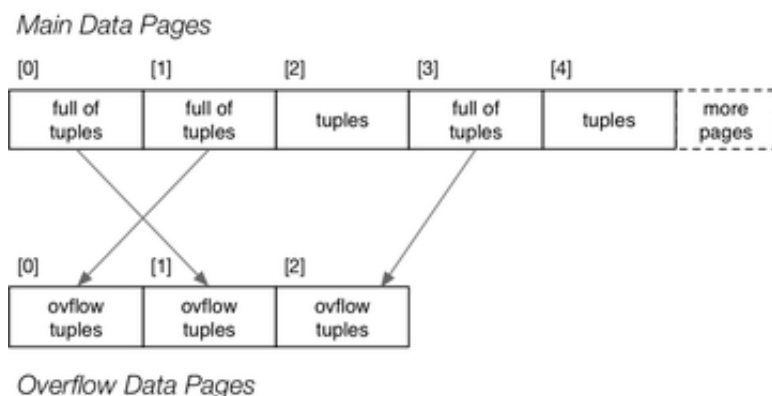 Main Data Pages
[0] [1] [2] [3] [4]
full of tuples
full of tuples
tuples
full of tuples
tuples
more pages
[0] [1] [2]
ovflow tuples
ovflow tuples
ovflow tuples
Overflow Data Pages